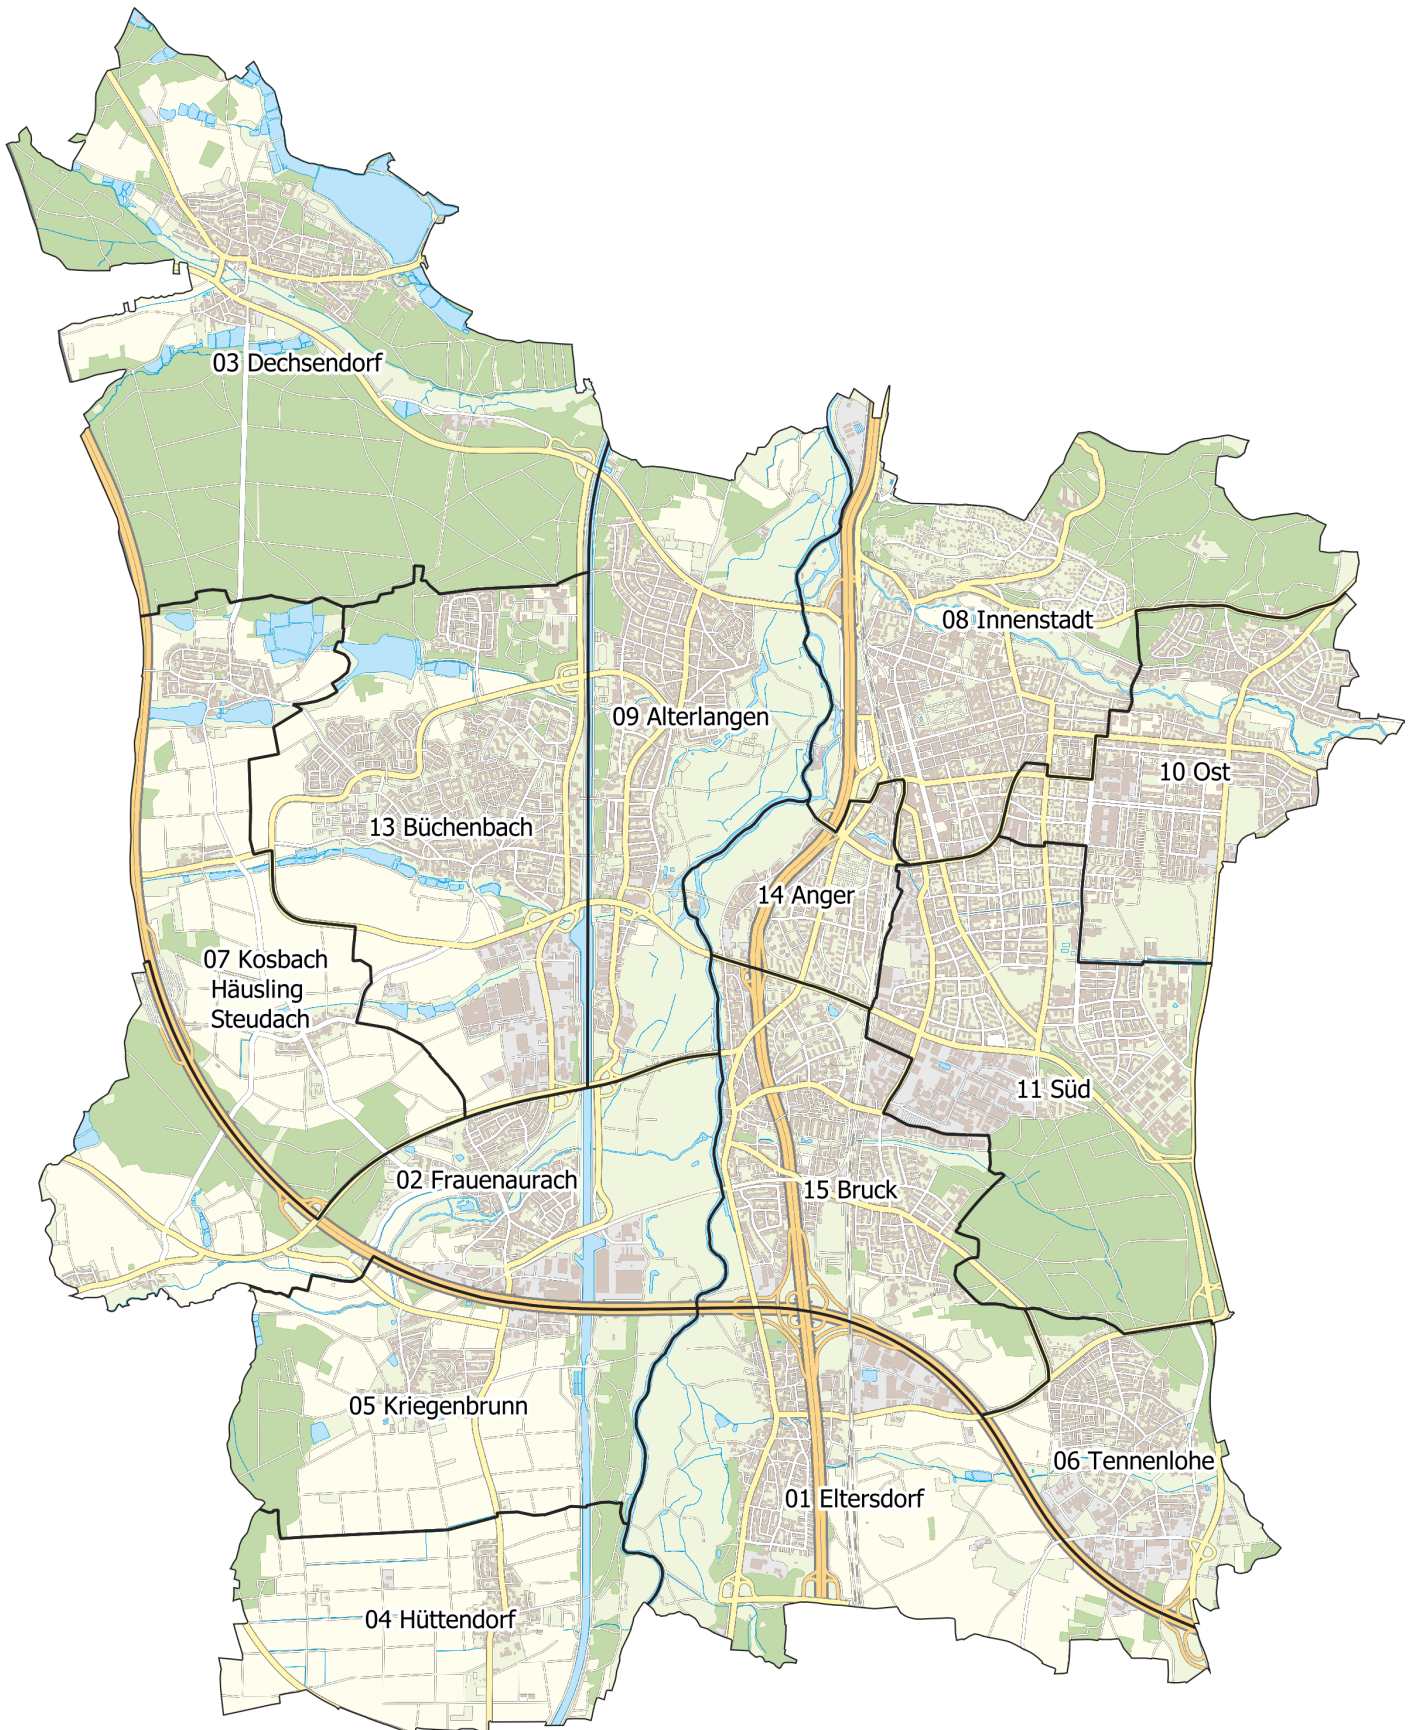 03 Dechsendorf
08 Innenstadt
09 Alterlangen
10 Ost
13 Büchenbach
14 Anger
07 Kosbach
Häusling
Steudach
11 Süd
02 Frauenaurach
15 Bruck
05 Kriegenbrunn
06 Tennenlohe
01 Eltersdorf
04 Hüttendorf